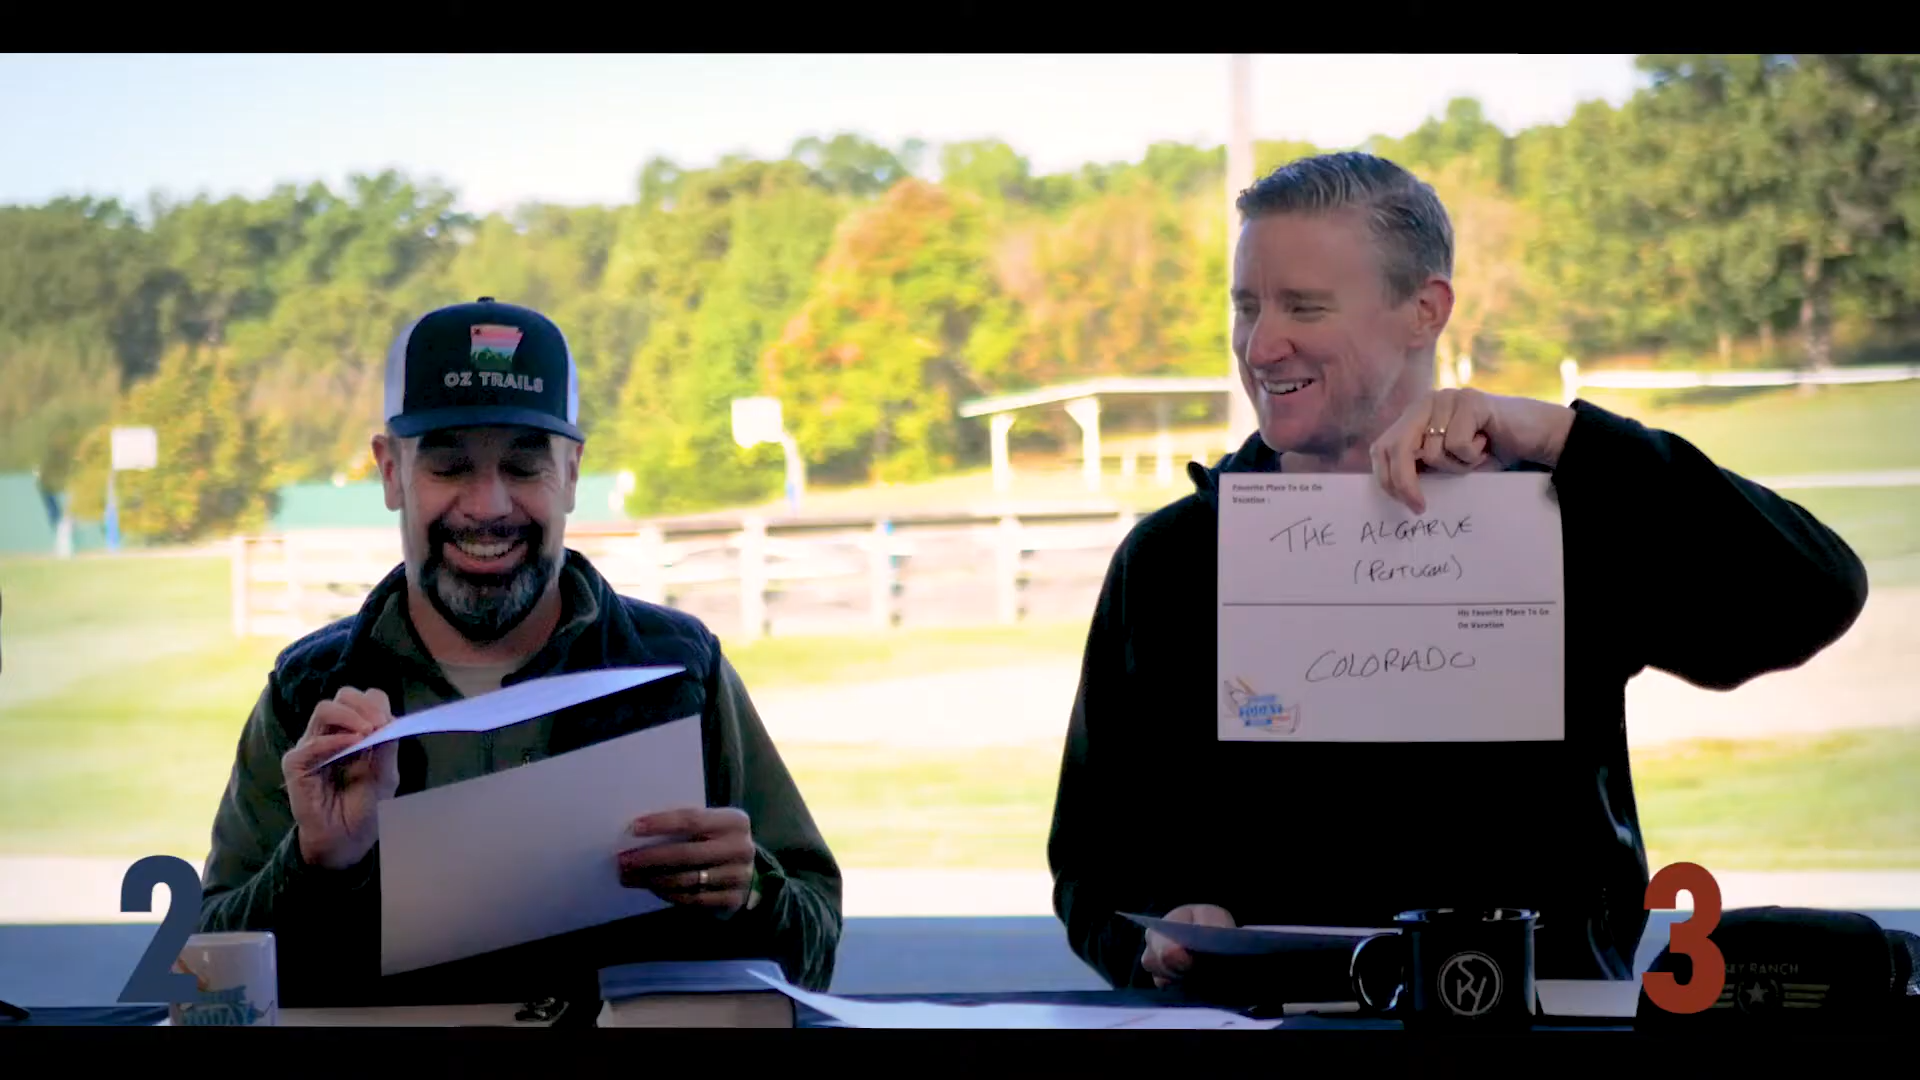 OZ TRAILS
Favorite Place To Go On
Vacation :
THE ALGARVE
(PORTUGAL)
His Favorite Place To Go
On Vacation
COLORADO
2
3
RANCH